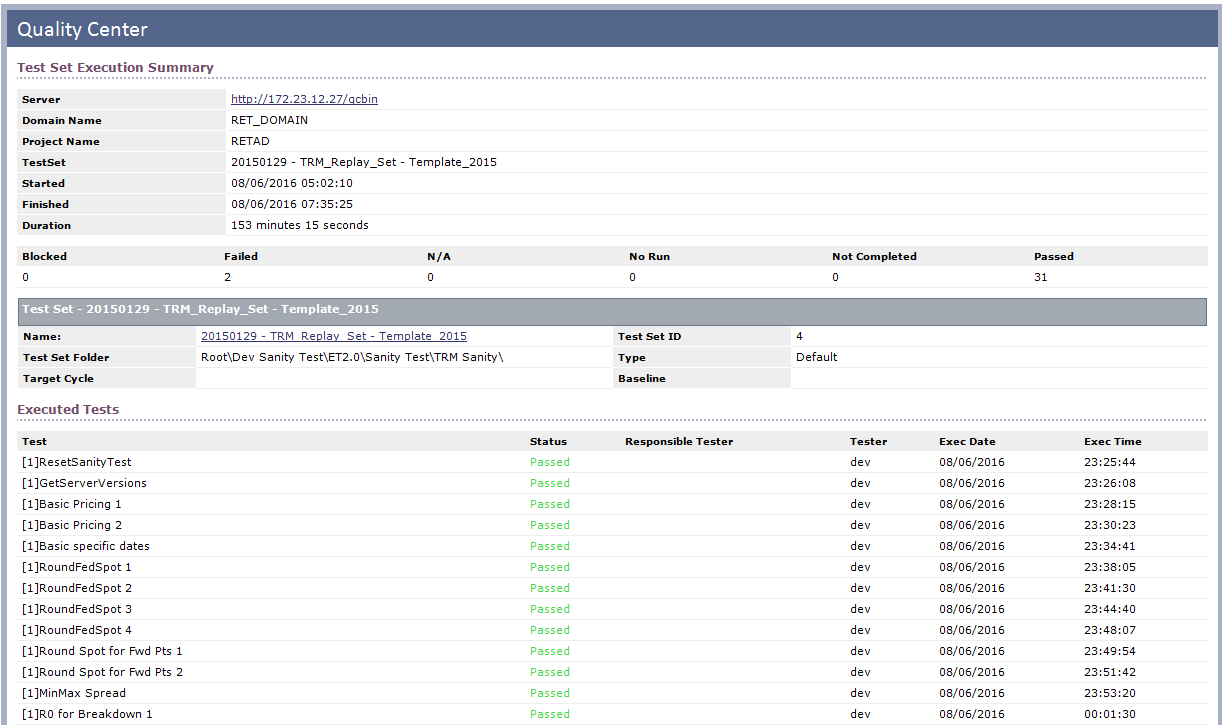 Quality Center
Test Set Execution Summary
Server http://172.23.12.27/qcbin
Domain Name RET_DOMAIN
Project Name RETAD
TestSet 20150129 - TRM_Replay_Set - Template_2015
Started 08/06/2016 05:02:10
Finished 08/06/2016 07:35:25
Duration 153 minutes 15 seconds
Blocked Failed N/A No Run Not Completed Passed
0 2 0 0 0 31
Test Set - 20150129 - TRM_Replay_Set - Template_2015
Name: 20150129 - TRM_Replay_Set - Template_2015 Test Set ID 4
Test Set Folder Root\Dev Sanity Test\ET2.0\Sanity Test\TRM Sanity\ Type Default
Target Cycle Baseline
Executed Tests
Test Status Responsible Tester Tester Exec Date Exec Time
[1]ResetSanityTest Passed dev 08/06/2016 23:25:44
[1]GetServerVersions Passed dev 08/06/2016 23:26:08
[1]Basic Pricing 1 Passed dev 08/06/2016 23:28:15
[1]Basic Pricing 2 Passed dev 08/06/2016 23:30:23
[1]Basic specific dates Passed dev 08/06/2016 23:34:41
[1]RoundFedSpot 1 Passed dev 08/06/2016 23:38:05
[1]RoundFedSpot 2 Passed dev 08/06/2016 23:41:30
[1]RoundFedSpot 3 Passed dev 08/06/2016 23:44:40
[1]RoundFedSpot 4 Passed dev 08/06/2016 23:48:07
[1]Round Spot for Fwd Pts 1 Passed dev 08/06/2016 23:49:54
[1]Round Spot for Fwd Pts 2 Passed dev 08/06/2016 23:51:42
[1]MinMax Spread Passed dev 08/06/2016 23:53:20
[1]R0 for Breakdown 1 Passed dev 08/06/2016 00:01:30